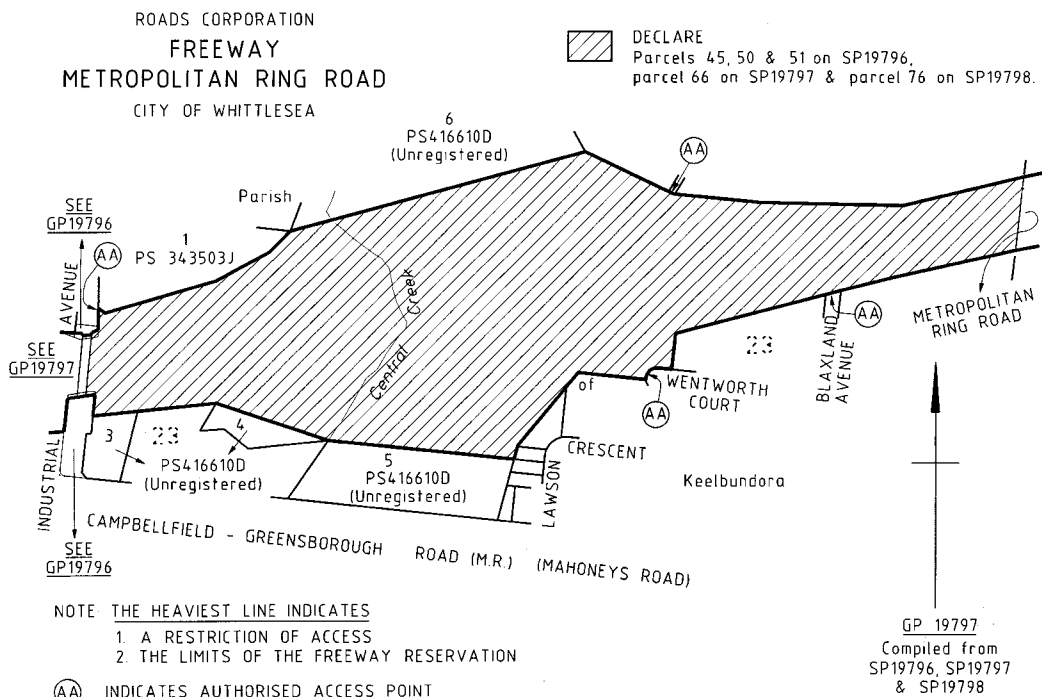 ROADS CORPORATION
FREEWAY
METROPOLITAN RING ROAD
CITY OF WHITTLESEA
DECLARE
Parcels 45, 50 & 51 on SP19796,
parcel 66 on SP19797 & parcel 76 on SP19798.
6
PS416610D
(Unregistered)
AA
Parish
SEE
GP19796
AA
1
PS 343503J
AVENUE
Creek
Central
SEE
GP19797
METROPOLITAN
RING ROAD
AA
BLAXLAND
AVENUE
23
of
WENTWORTH
COURT
AA
3
23
4
PS416610D
(Unregistered)
5
PS416610D
(Unregistered)
CRESCENT
LAWSON
Keelbundora
INDUSTRIAL
SEE
GP19796
CAMPBELLFIELD - GREENSBOROUGH ROAD (M.R.) (MAHONEYS ROAD)
NOTE THE HEAVIEST LINE INDICATES
1. A RESTRICTION OF ACCESS
2. THE LIMITS OF THE FREEWAY RESERVATION
AA INDICATES AUTHORISED ACCESS POINT
GP 19797
Compiled from
SP19796, SP19797
& SP19798